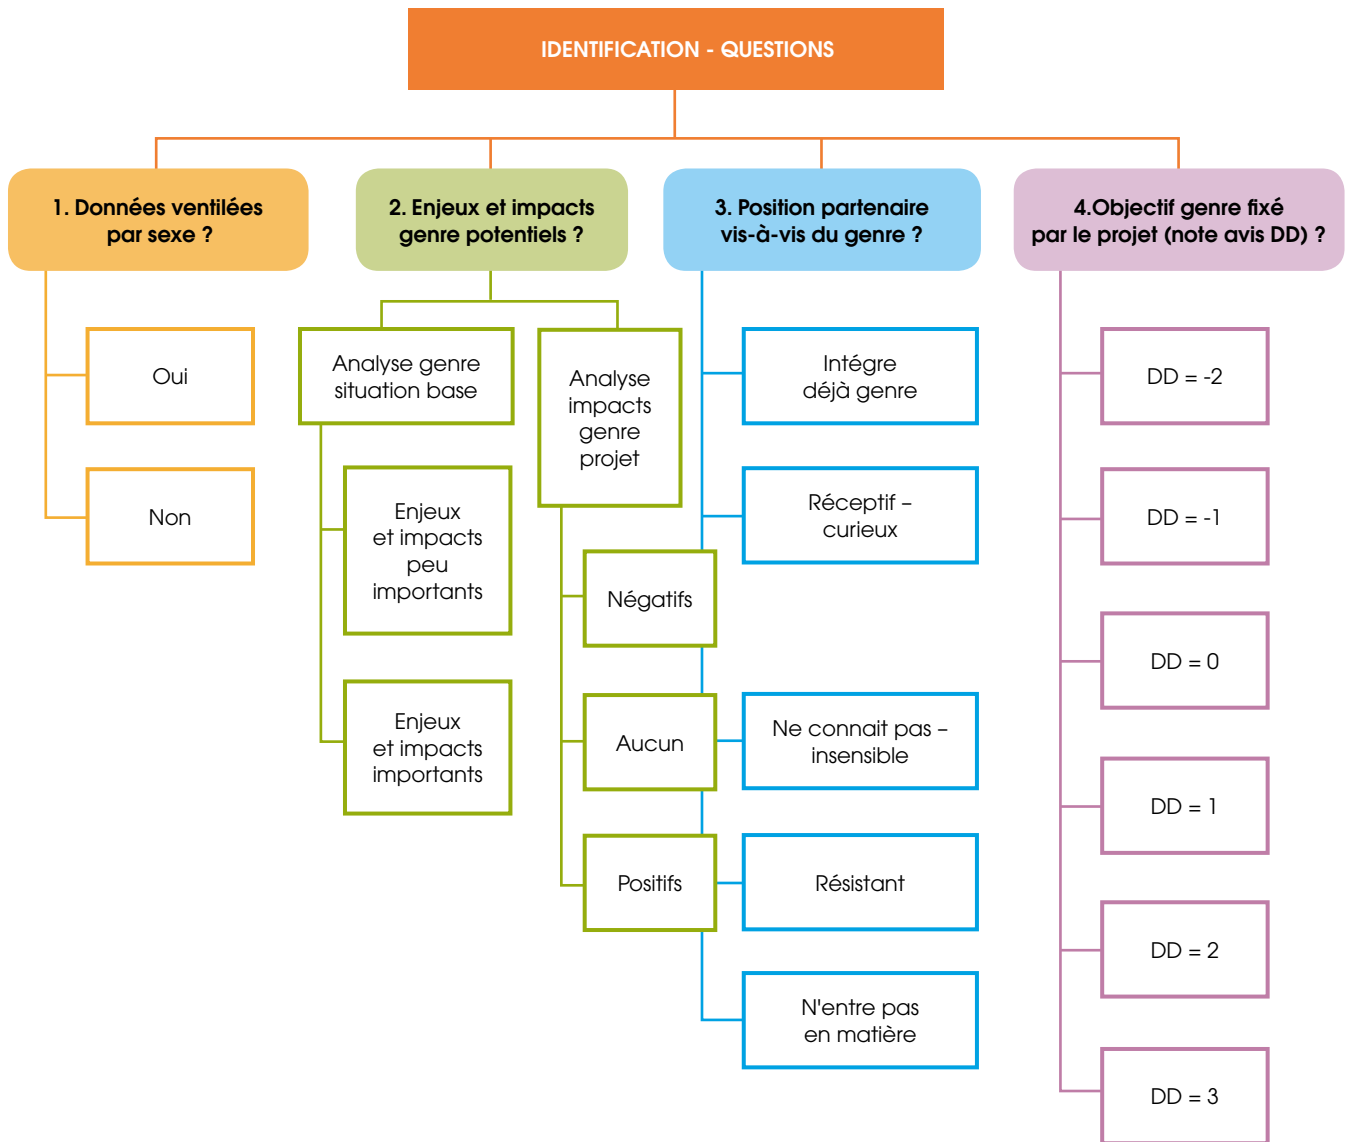 IDENTIFICATION - QUESTIONS
1. Données ventilées
par sexe ?
Oui
Non
2. Enjeux et impacts
genre potentiels ?
Analyse genre
situation base
Enjeux
et impacts
peu
importants
Enjeux
et impacts
importants
Analyse
impacts
genre
projet
Négatifs
Aucun
Positifs
3. Position partenaire
vis-à-vis du genre ?
Intégre
déjà genre
Réceptif –
curieux
Ne connait pas –
insensible
Résistant
N'entre pas
en matière
4.Objectif genre fixé
par le projet (note avis DD) ?
DD = -2
DD = -1
DD = 0
DD = 1
DD = 2
DD = 3